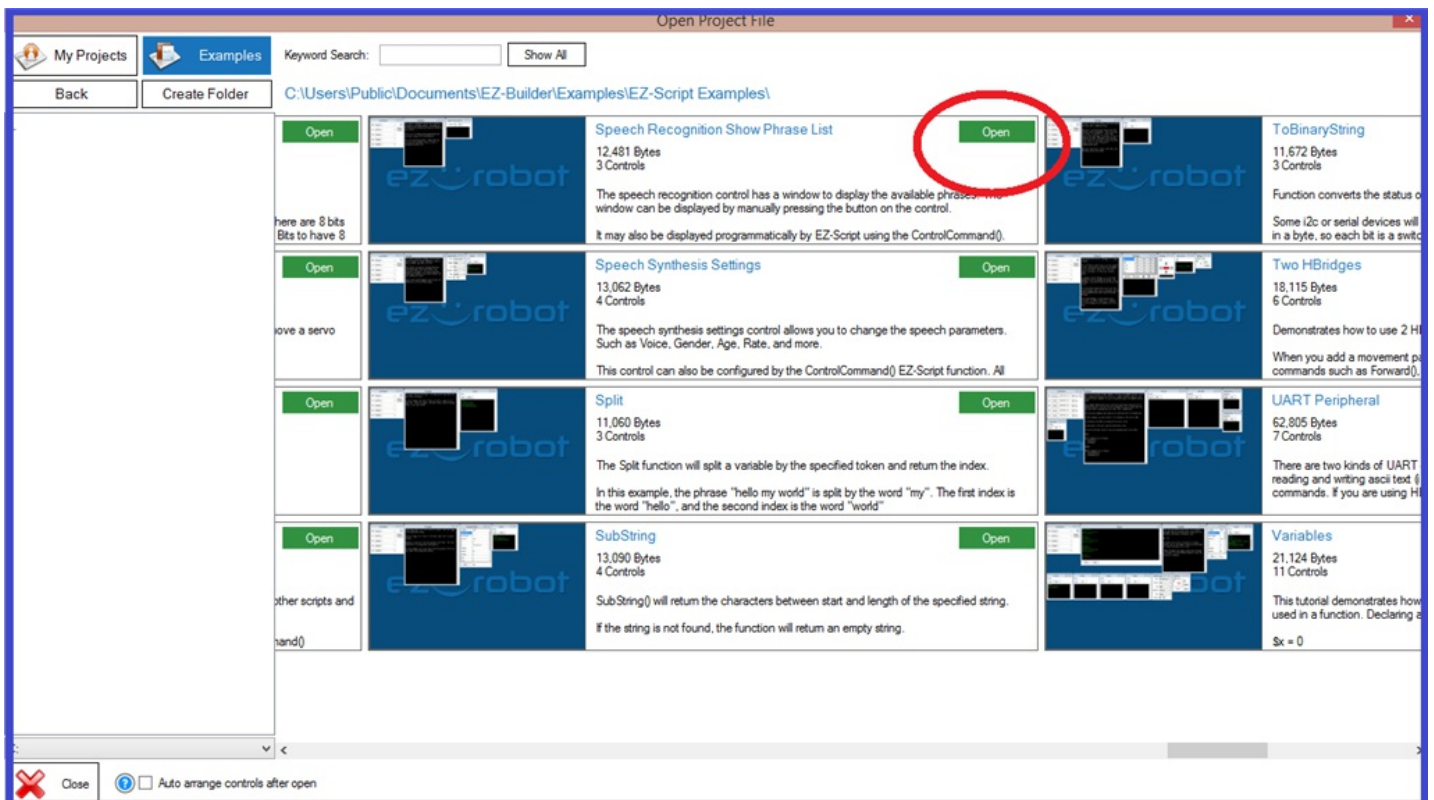 Open Project File
My Projects
Examples
Keyword Search:
Show All
Back
Create Folder
C:\Users\Public\Documents\EZ-Builder\Examples\EZ-Script Examples\
Open
here are 8 bits
Bits to have 8
Open
ove a servo
Open
Open
other scripts and
mand()
ez robot
Speech Recognition Show Phrase List
Open
12,481 Bytes
3 Controls
The speech recognition control has a window to display the available phrases. The
window can be displayed by manually pressing the button on the control.
It may also be displayed programmatically by EZ-Script using the ControlCommand().
ez robot
Speech Synthesis Settings
Open
13,062 Bytes
4 Controls
The speech synthesis settings control allows you to change the speech parameters.
Such as Voice, Gender, Age, Rate, and more.
This control can also be configured by the ControlCommand() EZ-Script function. All
ez robot
Split
Open
11,060 Bytes
3 Controls
The Split function will split a variable by the specified token and return the index.
In this example, the phrase "hello my world" is split by the word "my". The first index is
the word "hello", and the second index is the word "world"
ez robot
SubString
Open
13,090 Bytes
4 Controls
SubString() will return the characters between start and length of the specified string.
If the string is not found, the function will return an empty string.
ez robot
ToBinaryString
11,672 Bytes
3 Controls
Function converts the status o
Some i2c or serial devices will
in a byte, so each bit is a switc
ez robot
Two HBridges
18,115 Bytes
6 Controls
Demonstrates how to use 2 H
When you add a movement pa
commands such as Forward(),
robot
UART Peripheral
62,805 Bytes
7 Controls
There are two kinds of UART
reading and writing ascii text (i
commands. If you are using H
Variables
21,124 Bytes
11 Controls
This tutorial demonstrates how
used in a function. Declaring a
$x = 0
Close
Auto arrange controls after open